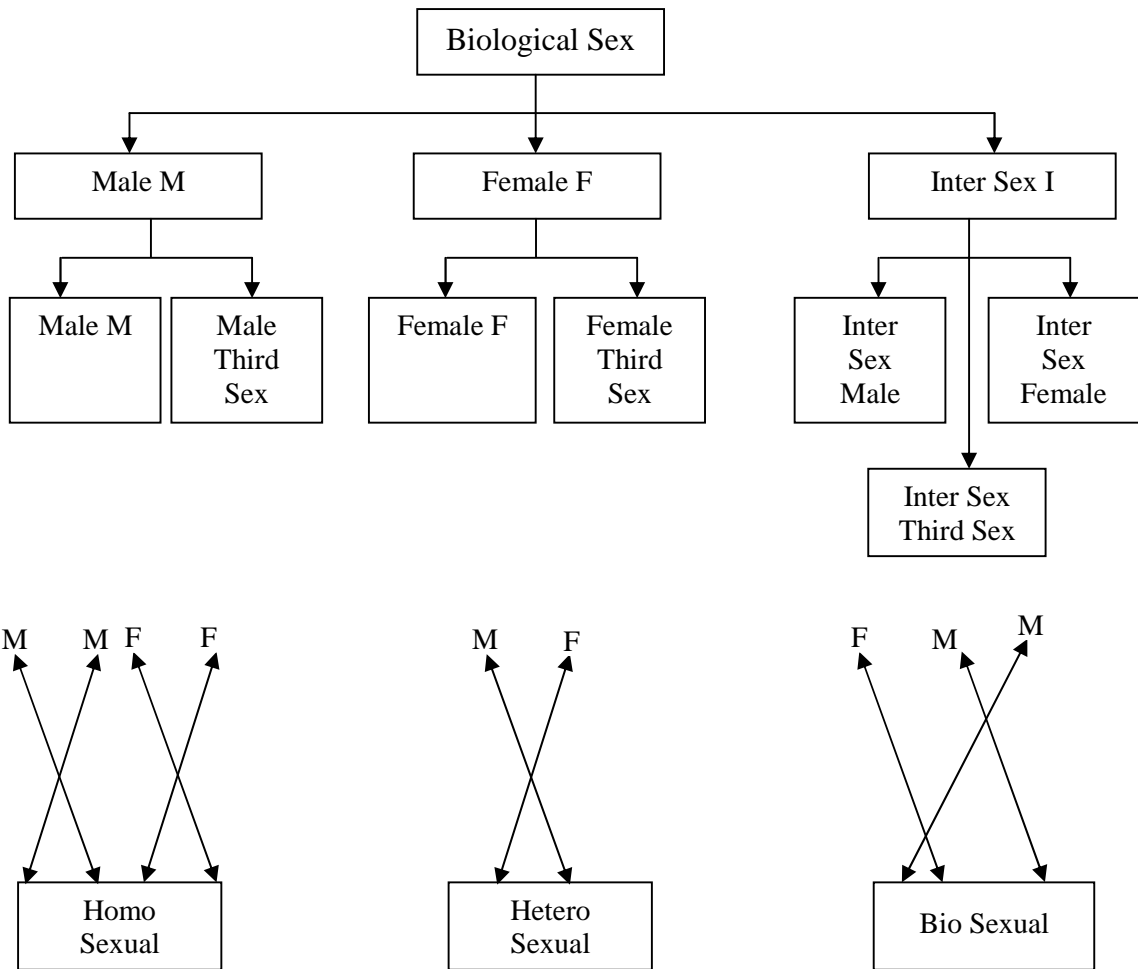 Biological Sex
Male M
Female F
Inter Sex I
Male M
Male
Third
Sex
Female F
Female
Third
Sex
Inter
Sex
Male
Inter
Sex
Female
Inter Sex
Third Sex
M M F F
M F
F M M
Homo
Sexual
Hetero
Sexual
Bio Sexual